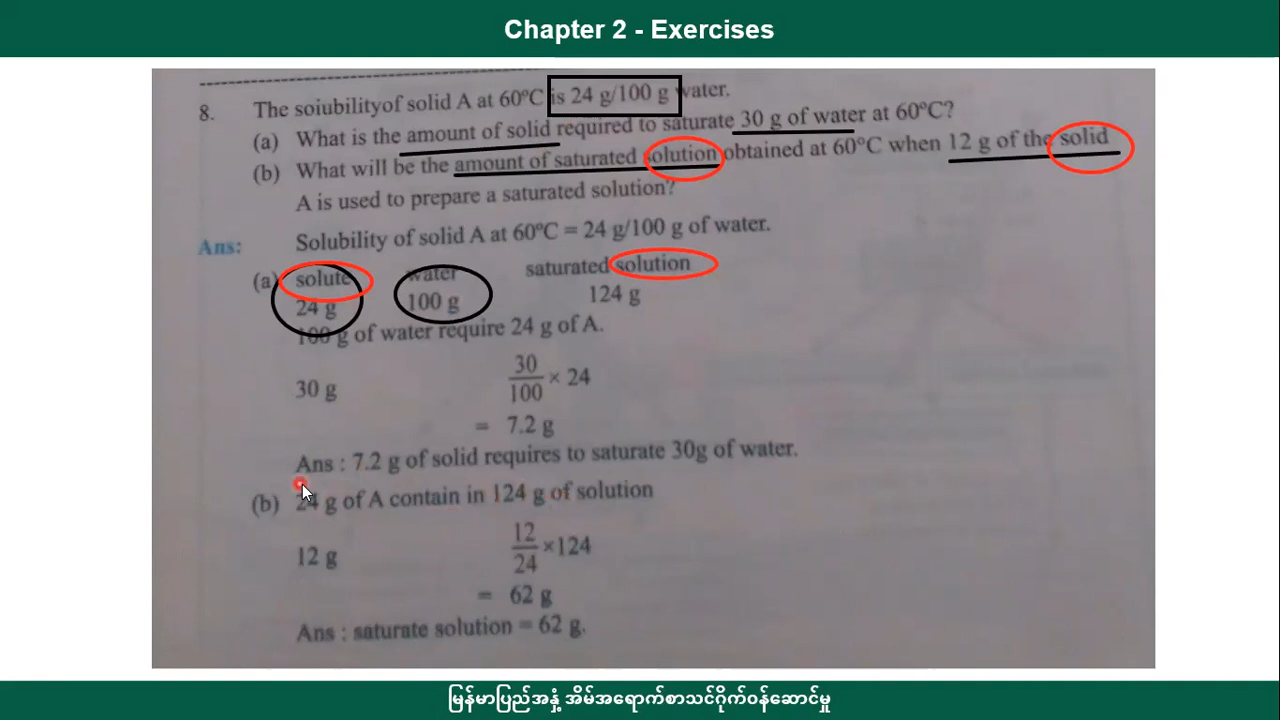 Chapter 2 - Exercises
8. The soiubilityof solid A at 60°C is 24 g/100 g water.
(a) What is the amount of solid required to saturate 30 g of water at 60°C?
(b) What will be the amount of saturated solution obtained at 60°C when 12 g of the solid
A is used to prepare a saturated solution?
Ans: Solubility of solid A at 60°C = 24 g/100 g of water.
(a) solute water saturated solution
24 g 100 g 124 g
100 g of water require 24 g of A.
30 g 30/100 × 24
= 7.2 g
Ans : 7.2 g of solid requires to saturate 30g of water.
(b) 24 g of A contain in 124 g of solution
12 g 12/24 ×124
= 62 g
Ans : saturate solution = 62 g.
မြန်မာပြည်အနှံ့ အိမ်အရောက်စာသင်ဂိုက်ဝန်ဆောင်မှု